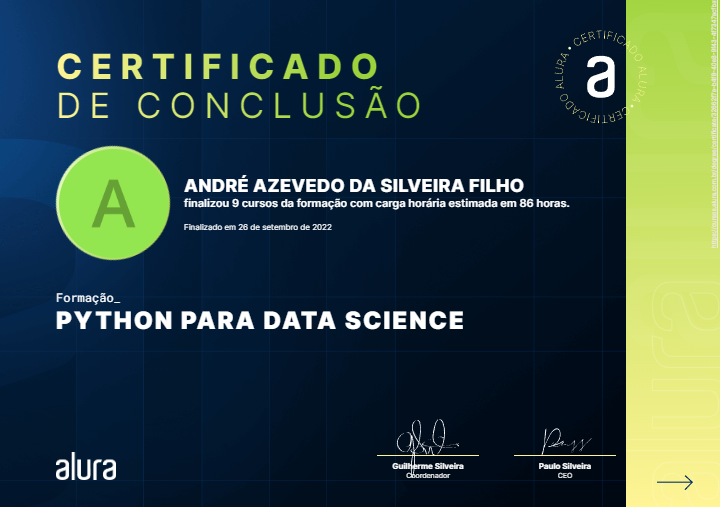 CERTIFICADO
DE CONCLUSÃO
CERTIFICADO ALURA • CERTIFICADO ALURA •
a
A
ANDRÉ AZEVEDO DA SILVEIRA FILHO
finalizou 9 cursos da formação com carga horária estimada em 86 horas.
Finalizado em 26 de setembro de 2022
Formação_
PYTHON PARA DATA SCIENCE
alura
Guilherme Silveira
Coordenador
Paulo Silveira
CEO
alura